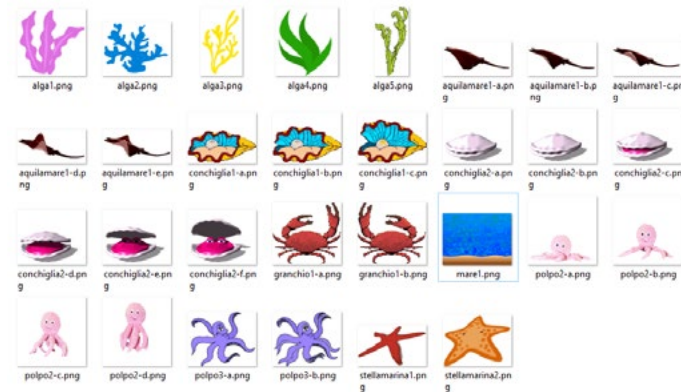 alga1.png
alga2.png
alga3.png
alga4.png
alga5.png
aquilamare1-a.pn
g
aquilamare1-b.pn
g
aquilamare1-c.pn
g
aquilamare1-d.p
ng
aquilamare1-e.p
ng
conchiglia1-a.pn
g
conchiglia1-b.pn
g
conchiglia1-c.pn
g
conchiglia2-a.pn
g
conchiglia2-b.pn
g
conchiglia2-c.pn
g
conchiglia2-d.pn
g
conchiglia2-e.pn
g
conchiglia2-f.pn
g
granchio1-a.png
granchio1-b.png
mare1.png
polpo2-a.png
polpo2-b.png
polpo2-c.png
polpo2-d.png
polpo3-a.png
polpo3-b.png
stellamarina1.pn
g
stellamarina2.pn
g